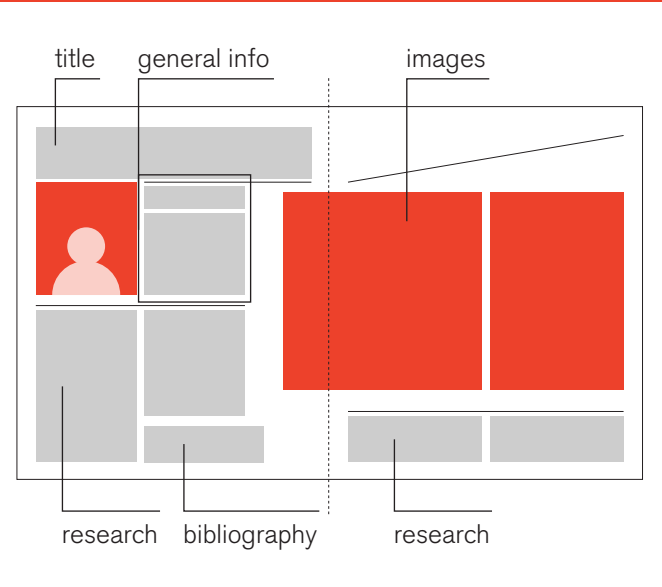 title
general info
images
research
bibliography
research